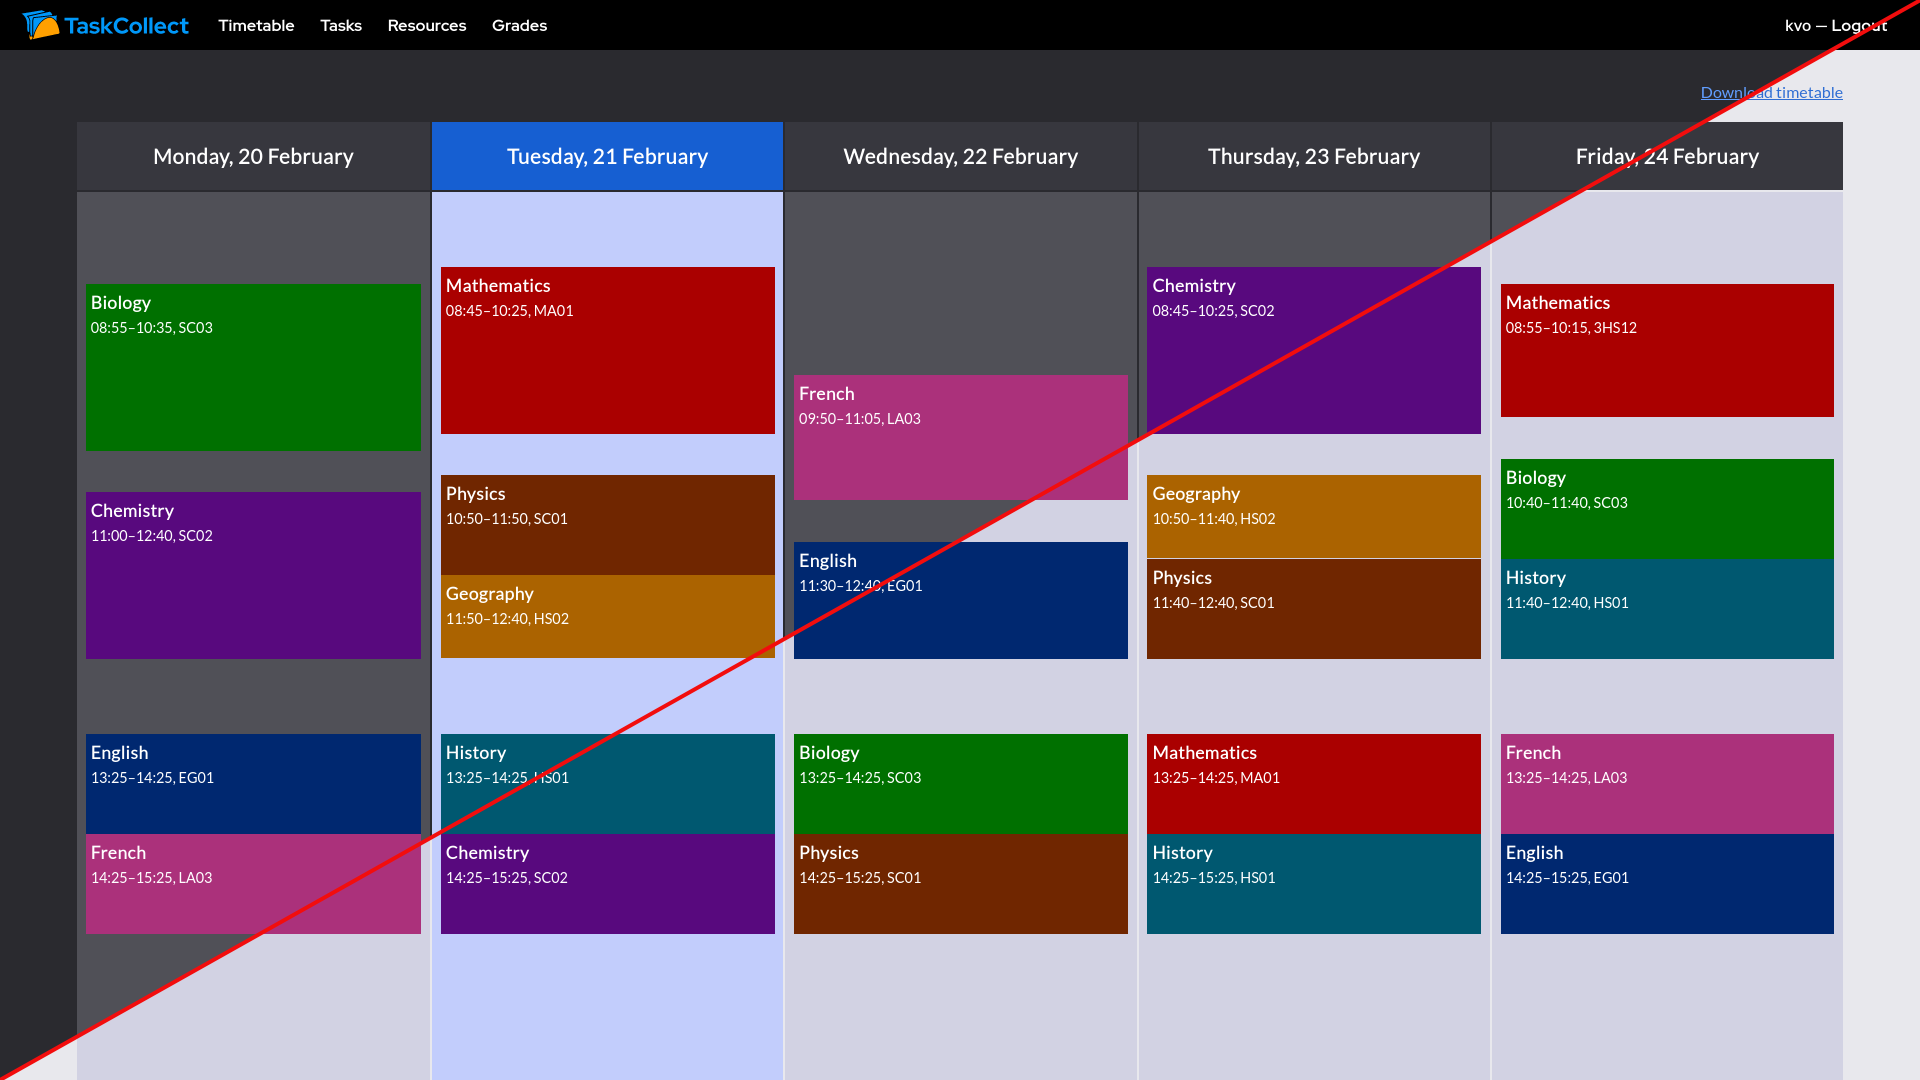 TaskCollect Timetable Tasks Resources Grades kvo — Logout
Download timetable
Monday, 20 February
Biology
08:55–10:35, SC03
Chemistry
11:00–12:40, SC02
English
13:25–14:25, EG01
French
14:25–15:25, LA03
Tuesday, 21 February
Mathematics
08:45–10:25, MA01
Physics
10:50–11:50, SC01
Geography
11:50–12:40, HS02
History
13:25–14:25, HS01
Chemistry
14:25–15:25, SC02
Wednesday, 22 February
French
09:50–11:05, LA03
English
11:30–12:40, EG01
Biology
13:25–14:25, SC03
Physics
14:25–15:25, SC01
Thursday, 23 February
Chemistry
08:45–10:25, SC02
Geography
10:50–11:40, HS02
Physics
11:40–12:40, SC01
Mathematics
13:25–14:25, MA01
History
14:25–15:25, HS01
Friday, 24 February
Mathematics
08:55–10:15, 3HS12
Biology
10:40–11:40, SC03
History
11:40–12:40, HS01
French
13:25–14:25, LA03
English
14:25–15:25, EG01